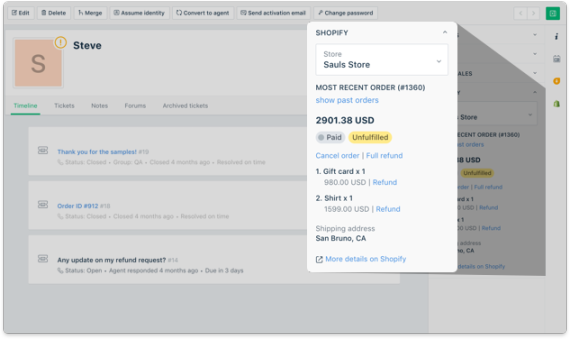 Edit
Delete
Merge
Assume identity
Convert to agent
Send activation email
Change password
S
Steve
Timeline
Tickets
Notes
Forums
Archived tickets
Thank you for the samples! #19
Status: Closed • Group: QA • Closed 4 months ago • Resolved on time
Order ID #912 #16
Status: Closed • Closed 4 months ago • Resolved on time
Any update on my refund request? #14
Status: Open • Agent responded 4 months ago • Due in 3 days
SHOPIFY
Store
Sauls Store
MOST RECENT ORDER (#1360)
show past orders
2901.38 USD
Paid
Unfulfilled
Cancel order | Full refund
1. Gift card x 1
980.00 USD | Refund
2. Shirt x 1
1599.00 USD | Refund
Shipping address
San Bruno, CA
More details on Shopify
S
SALES
Store
RECENT ORDER (#1360)
orders
38 USD
Unfulfilled
order | Full refund
card x 1
USD | Refund
x 1
USD | Refund
address
CA
details on Shopify